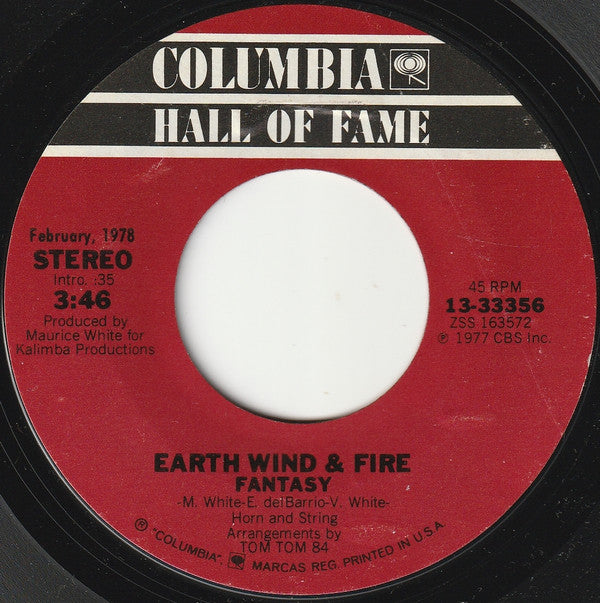 COLUMBIA
HALL OF FAME
February, 1978
STEREO
Intro. :35
3:46
Produced by
Maurice White for
Kalimba Productions
45 RPM
13-33356
ZSS 163572
℗ 1977 CBS Inc.
EARTH WIND & FIRE
FANTASY
-M. White-E. del Barrio-V. White-
Horn and String
Arrangements by
TOM TOM 84
® "COLUMBIA", MARCAS REG. PRINTED IN U.S.A.